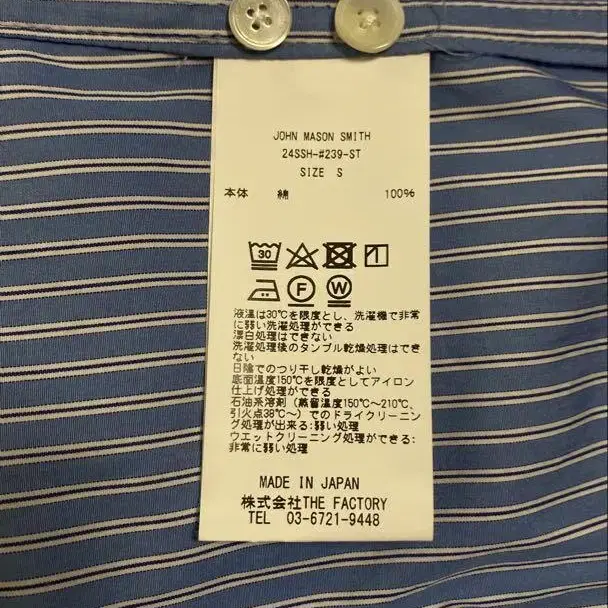 JOHN MASON SMITH
24SSH-#239-ST
SIZE S
本体 綿 100%
30
F W
液温は30℃を限度とし、洗濯機で非常
に弱い洗濯処理ができる
漂白処理はできない
洗濯処理後のタンブル乾燥処理はでき
ない
日陰でのつり干し乾燥がよい
底面温度150℃を限度としてアイロン
仕上げ処理ができる
石油系溶剤（蒸留温度150℃～210℃、
引火点38℃～）でのドライクリーニン
グ処理が出来る:弱い処理
ウエットクリーニング処理ができる:
非常に弱い処理
MADE IN JAPAN
株式会社THE FACTORY
TEL 03-6721-9448